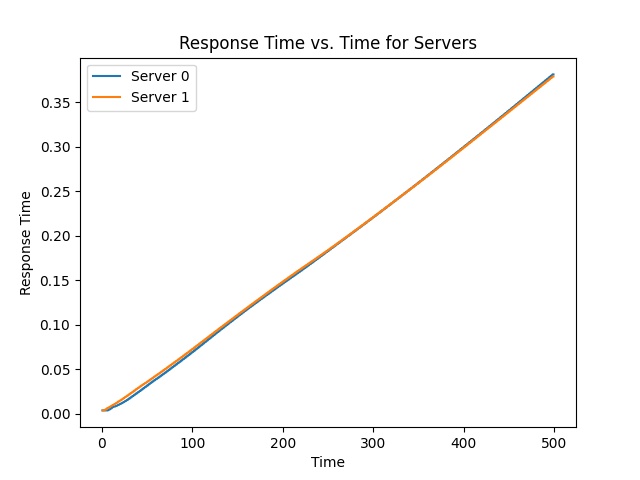 Response Time vs. Time for Servers
Server 0
Server 1
Response Time
0.35
0.30
0.25
0.20
0.15
0.10
0.05
0.00
0 100 200 300 400 500
Time